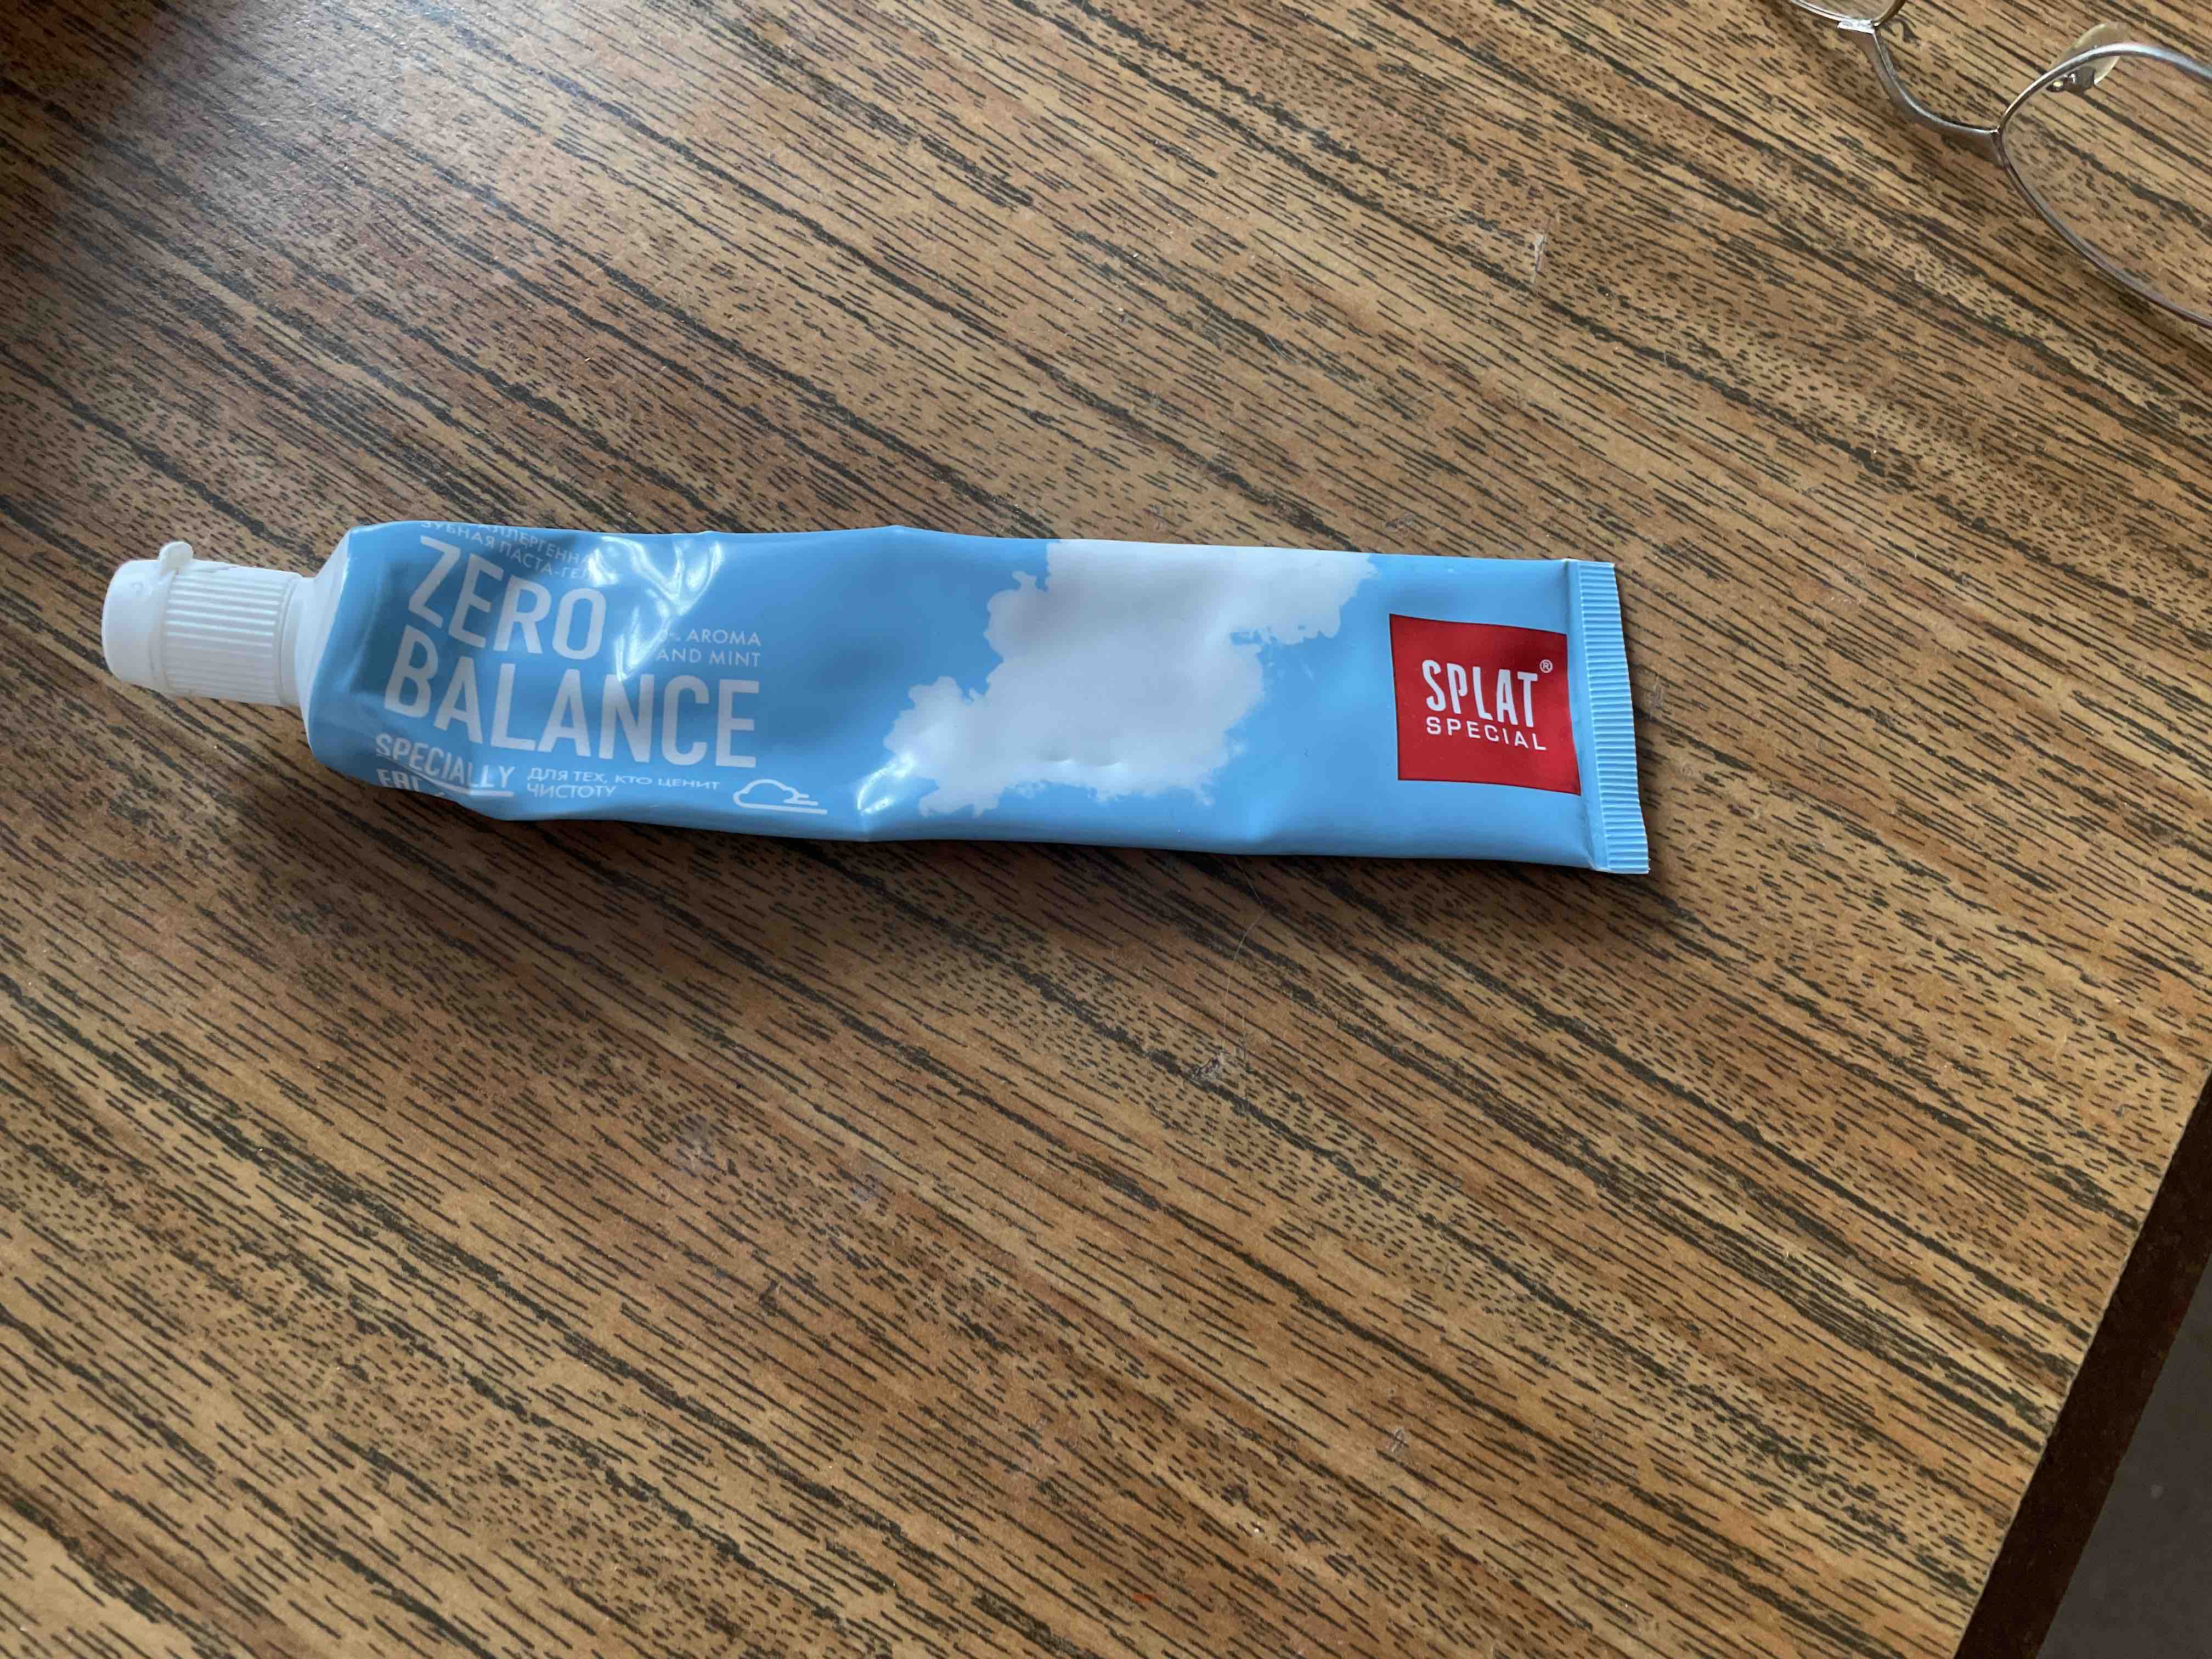 ЗУБНАЯ ПАСТА-ГЕЛЬ
ZERO
BALANCE
AROMA
AND MINT
SPECIALLY
ДЛЯ ТЕХ, КТО ЦЕНИТ
ЧИСТОТУ
SPLAT®
SPECIAL